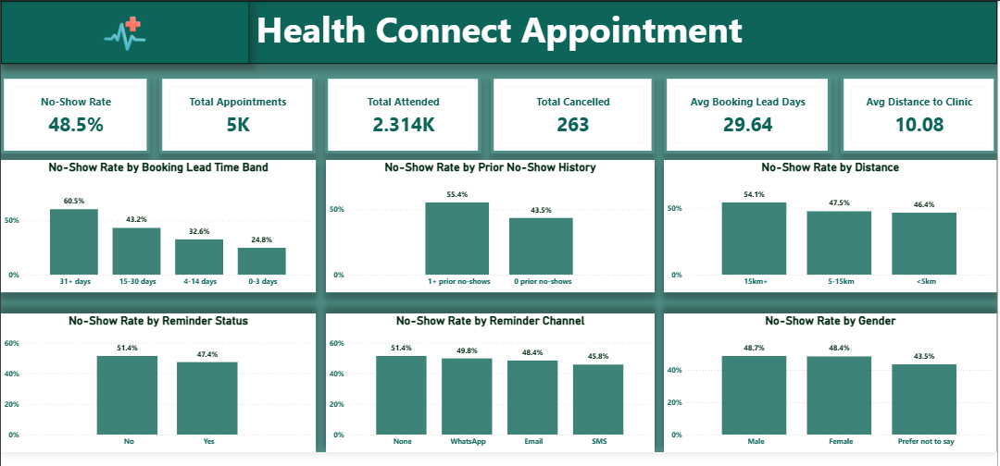 Health Connect Appointment
No-Show Rate
48.5%
Total Appointments
5K
Total Attended
2.314K
Total Cancelled
263
Avg Booking Lead Days
29.64
Avg Distance to Clinic
10.08
No-Show Rate by Booking Lead Time Band
50%
0%
60.5%
43.2%
32.6%
24.8%
31+ days
15-30 days
4-14 days
0-3 days
No-Show Rate by Prior No-Show History
50%
0%
55.4%
43.5%
1+ prior no-shows
0 prior no-shows
No-Show Rate by Distance
50%
0%
54.1%
47.5%
46.4%
15km+
5-15km
<5km
No-Show Rate by Reminder Status
60%
40%
20%
0%
51.4%
47.4%
No
Yes
No-Show Rate by Reminder Channel
60%
40%
20%
0%
51.4%
49.8%
48.4%
45.8%
None
WhatsApp
Email
SMS
No-Show Rate by Gender
40%
20%
0%
48.7%
48.4%
43.5%
Male
Female
Prefer not to say